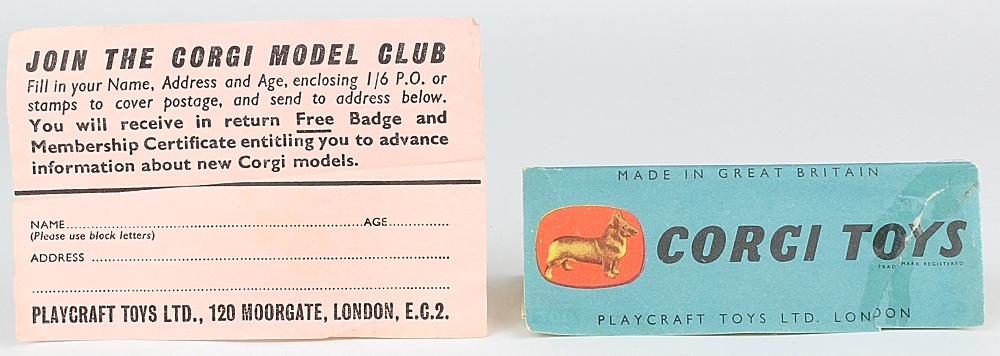 JOIN THE CORGI MODEL CLUB
Fill in your Name, Address and Age, enclosing 1/6 P.O. or
stamps to cover postage, and send to address below.
You will receive in return Free Badge and
Membership Certificate entitling you to advance
information about new Corgi models.
NAME.......................................................AGE............
(Please use block letters)
ADDRESS ..............................................................
..............................................................................
PLAYCRAFT TOYS LTD., 120 MOORGATE, LONDON, E.C.2.
MADE IN GREAT BRITAIN
CORGI TOYS
TRAD MARK REGISTERED
PLAYCRAFT TOYS LTD. LONDON